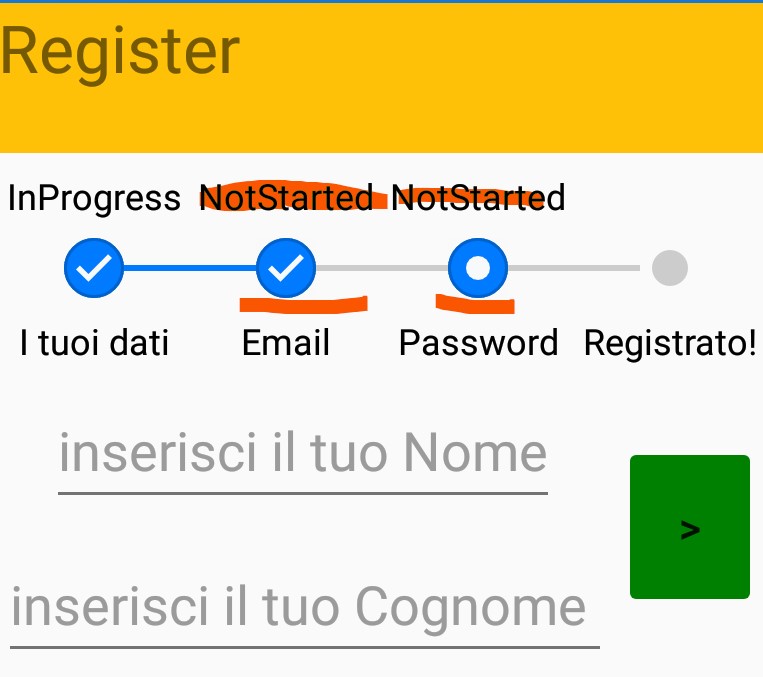 Register
InProgress NotStarted NotStarted
I tuoi dati Email Password Registrato!
inserisci il tuo Nome
>
inserisci il tuo Cognome